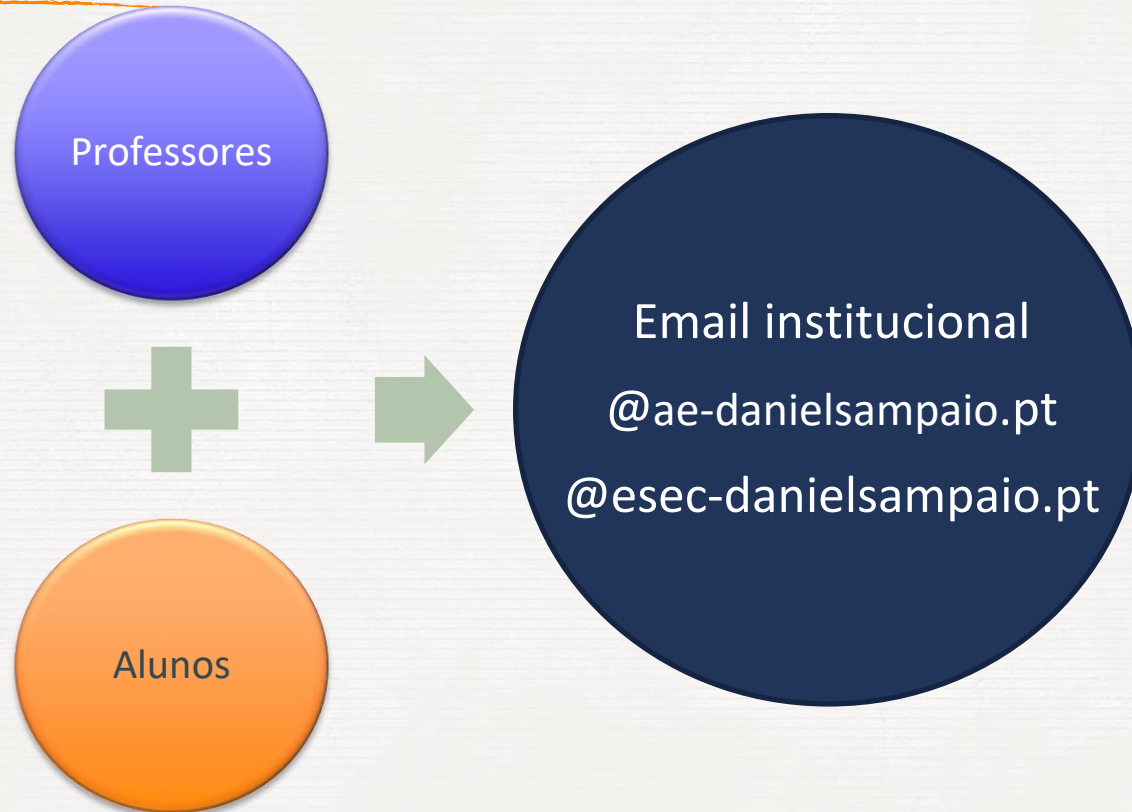 Professores
Alunos
Email institucional
@ae-danielsampaio.pt
@esec-danielsampaio.pt